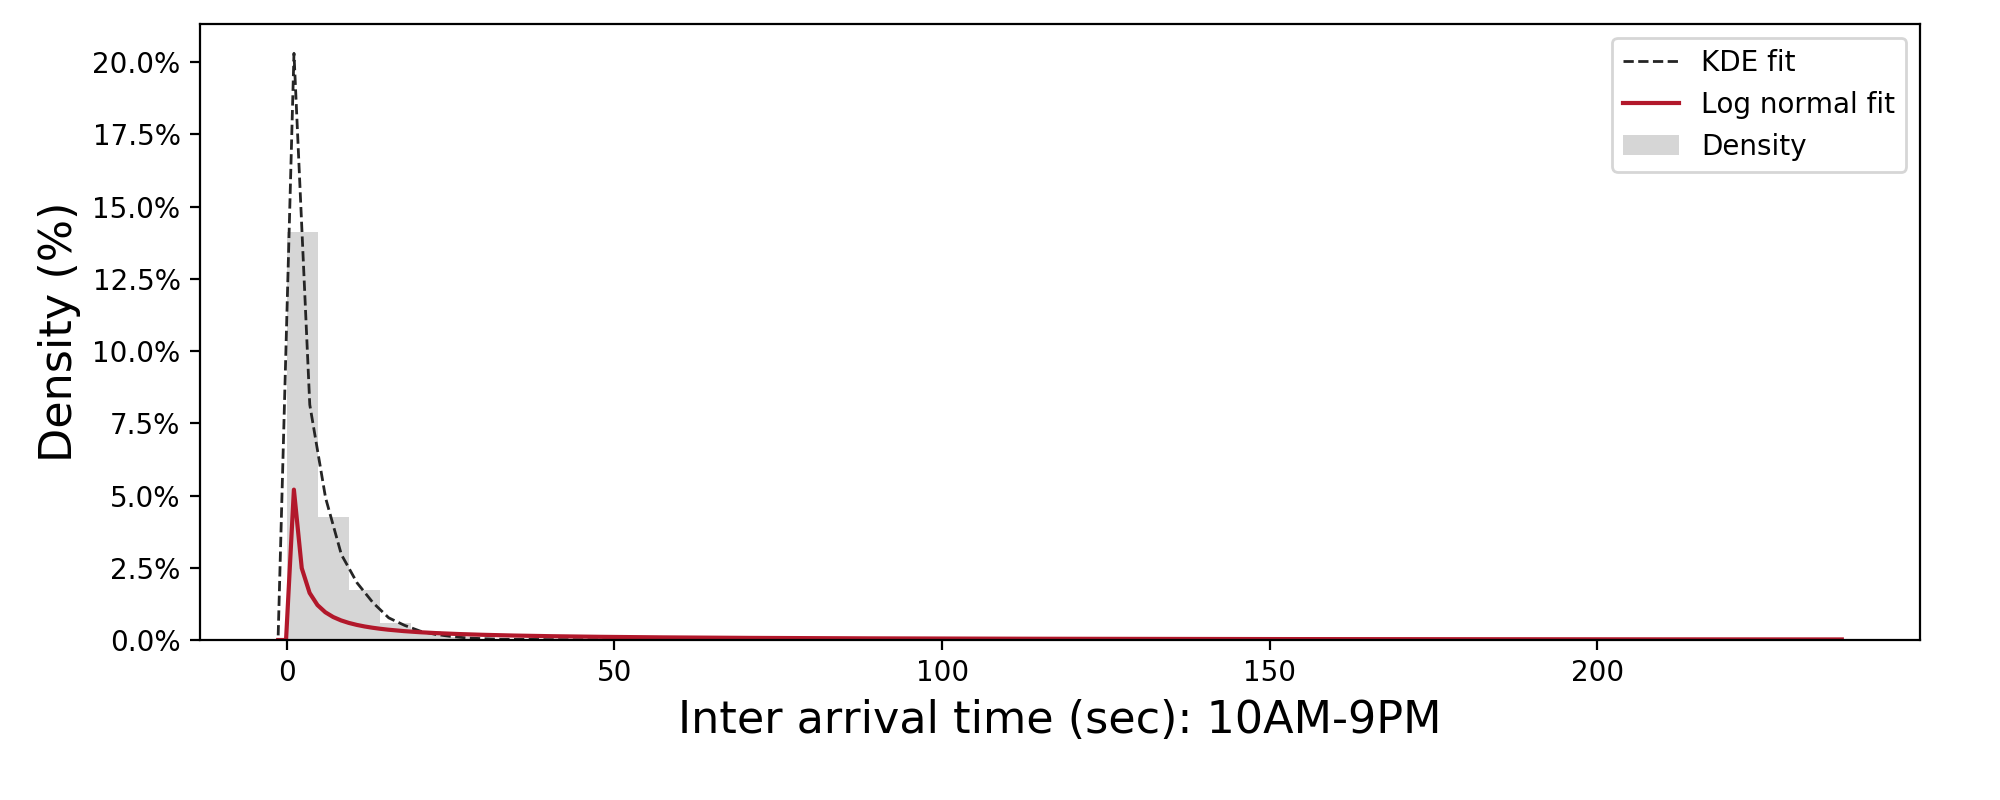 KDE fit
Log normal fit
Density
20.0%
17.5%
15.0%
12.5%
10.0%
7.5%
5.0%
2.5%
0.0%
Density (%)
0 50 100 150 200
Inter arrival time (sec): 10AM-9PM